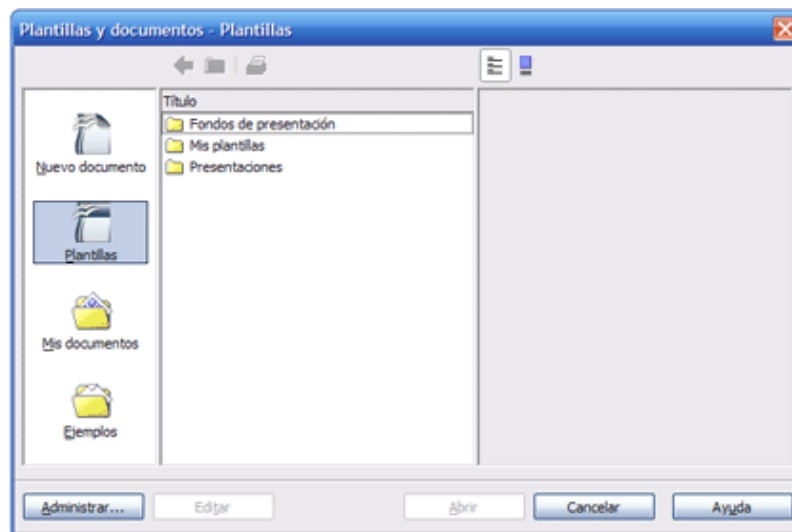 Plantillas y documentos - Plantillas
Título
Fondos de presentación
Mis plantillas
Presentaciones
Nuevo documento
Plantillas
Mis documentos
Ejemplos
Administrar...
Editar
Abrir
Cancelar
Ayuda